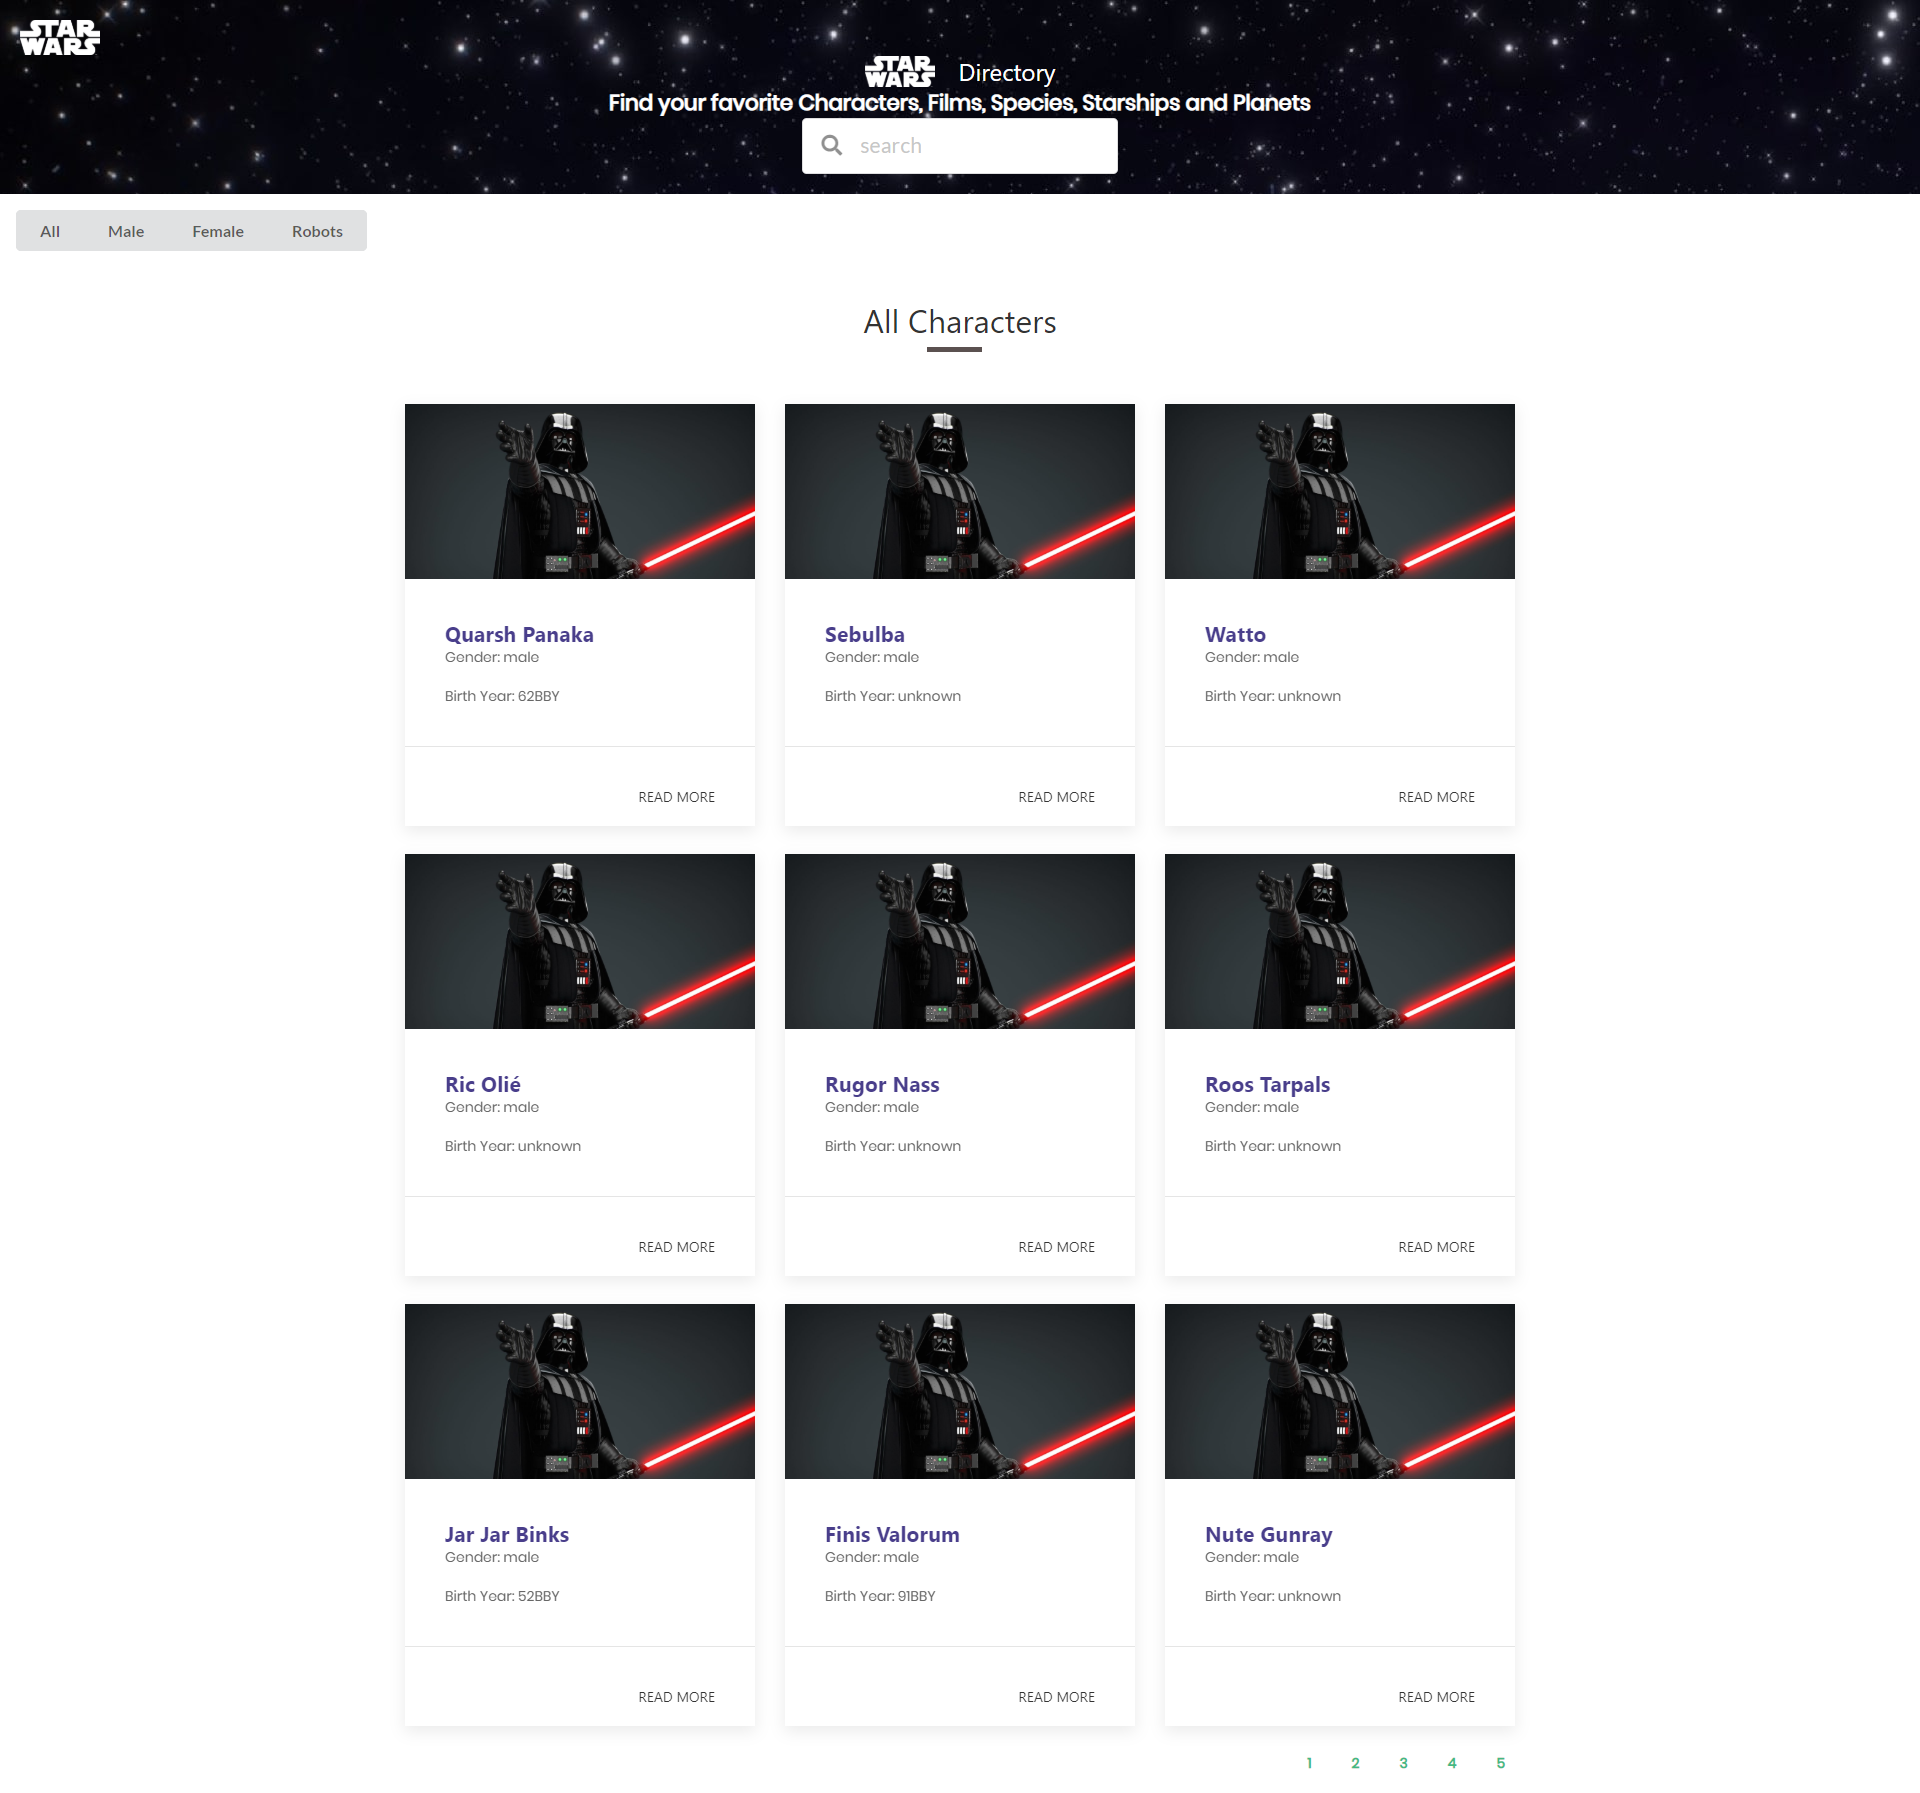 STAR
WARS
STAR
WARS
Directory
Find your favorite Characters, Films, Species, Starships and Planets
search
All Male Female Robots
All Characters
Quarsh Panaka
Gender: male
Birth Year: 62BBY
READ MORE
Sebulba
Gender: male
Birth Year: unknown
READ MORE
Watto
Gender: male
Birth Year: unknown
READ MORE
Ric Olié
Gender: male
Birth Year: unknown
READ MORE
Rugor Nass
Gender: male
Birth Year: unknown
READ MORE
Roos Tarpals
Gender: male
Birth Year: unknown
READ MORE
Jar Jar Binks
Gender: male
Birth Year: 52BBY
READ MORE
Finis Valorum
Gender: male
Birth Year: 91BBY
READ MORE
Nute Gunray
Gender: male
Birth Year: unknown
READ MORE
1 2 3 4 5